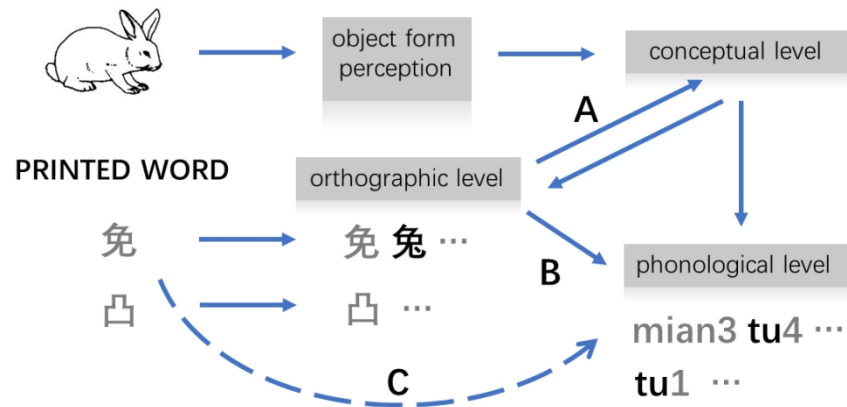 object form
perception
conceptual level
A
PRINTED WORD
orthographic level
免
免 兔 ···
B
phonological level
凸
凸 ···
mian3 tu4 ···
C
tu1 ···